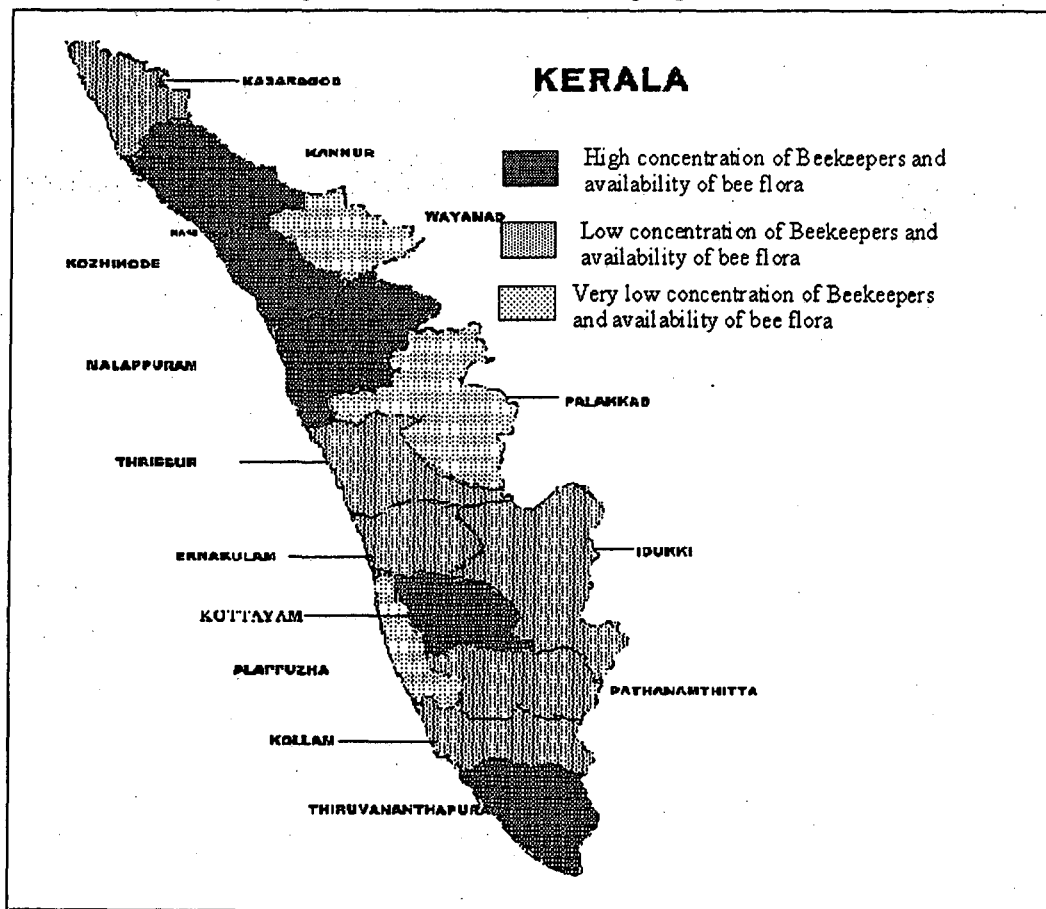 KASARAGOD
KERALA
KANNUR
High concentration of Beekeepers and
availability of bee flora
WAYANAD
Low concentration of Beekeepers and
availability of bee flora
KOZHIKODE
Very low concentration of Beekeepers
and availability of bee flora
MALAPPURAM
PALAKKAD
THRISSUR
ERNAKULAM
IDUKKI
KOTTAYAM
ALAPPUZHA
PATHANAMTHITTA
KOLLAM
THIRUVANANTHAPURA